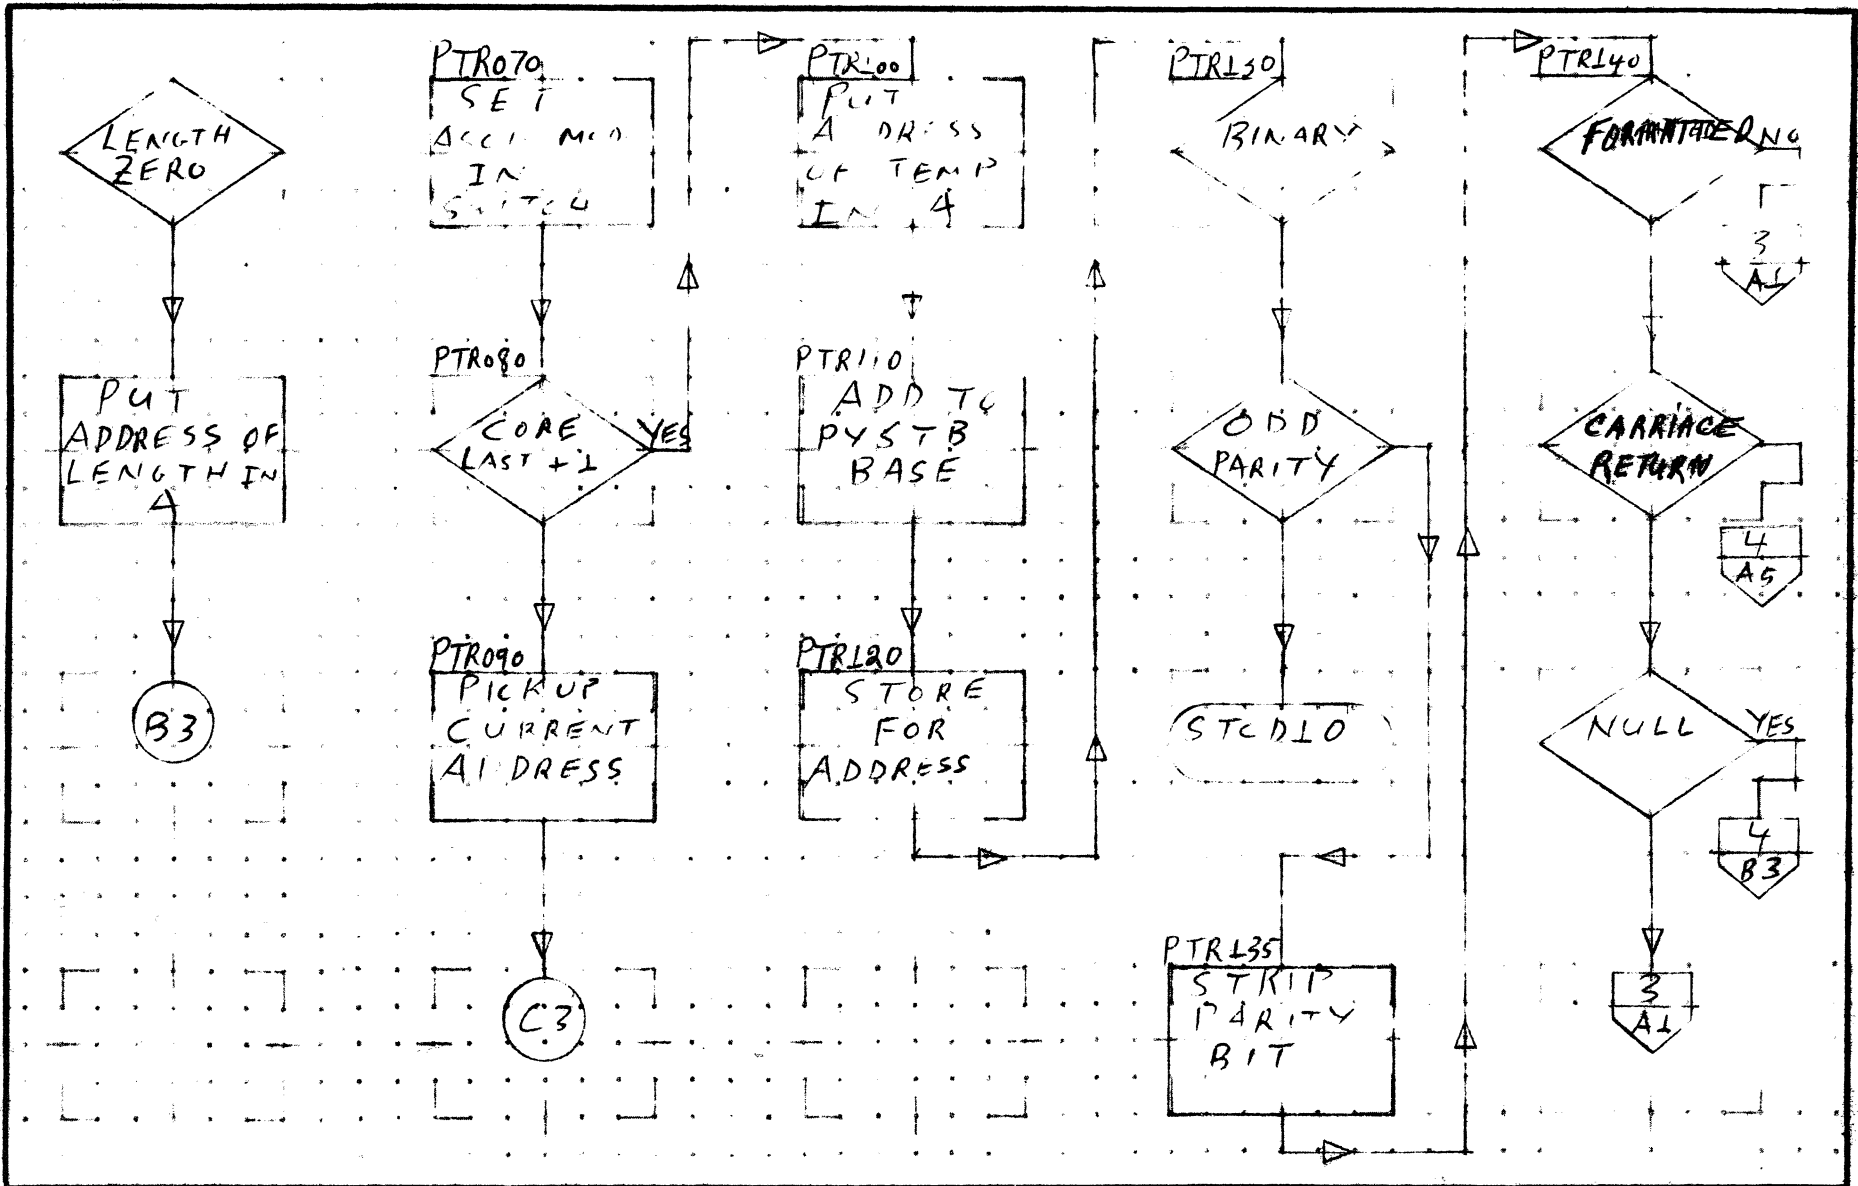 LENGTH
ZERO
PUT
ADDRESS OF
LENGTH IN
4
B3
PTR070
SET
IN
PTR080
CORE
LAST + 1
YES
PTR090
PICKUP
CURRENT
C3
PTR100
PUT
OF TEMP
IN 4
PTR110
ADD TO
PYSTB
BASE
PTR120
STORE
FOR
ADDRESS
PTR130
BINARY
ODD
PARITY
STCD10
PTR135
STRIP
PARITY
BIT
PTR140
NO
3
A1
CARRIAGE
RETURN
4
A5
NULL
YES
4
B3
3
A1